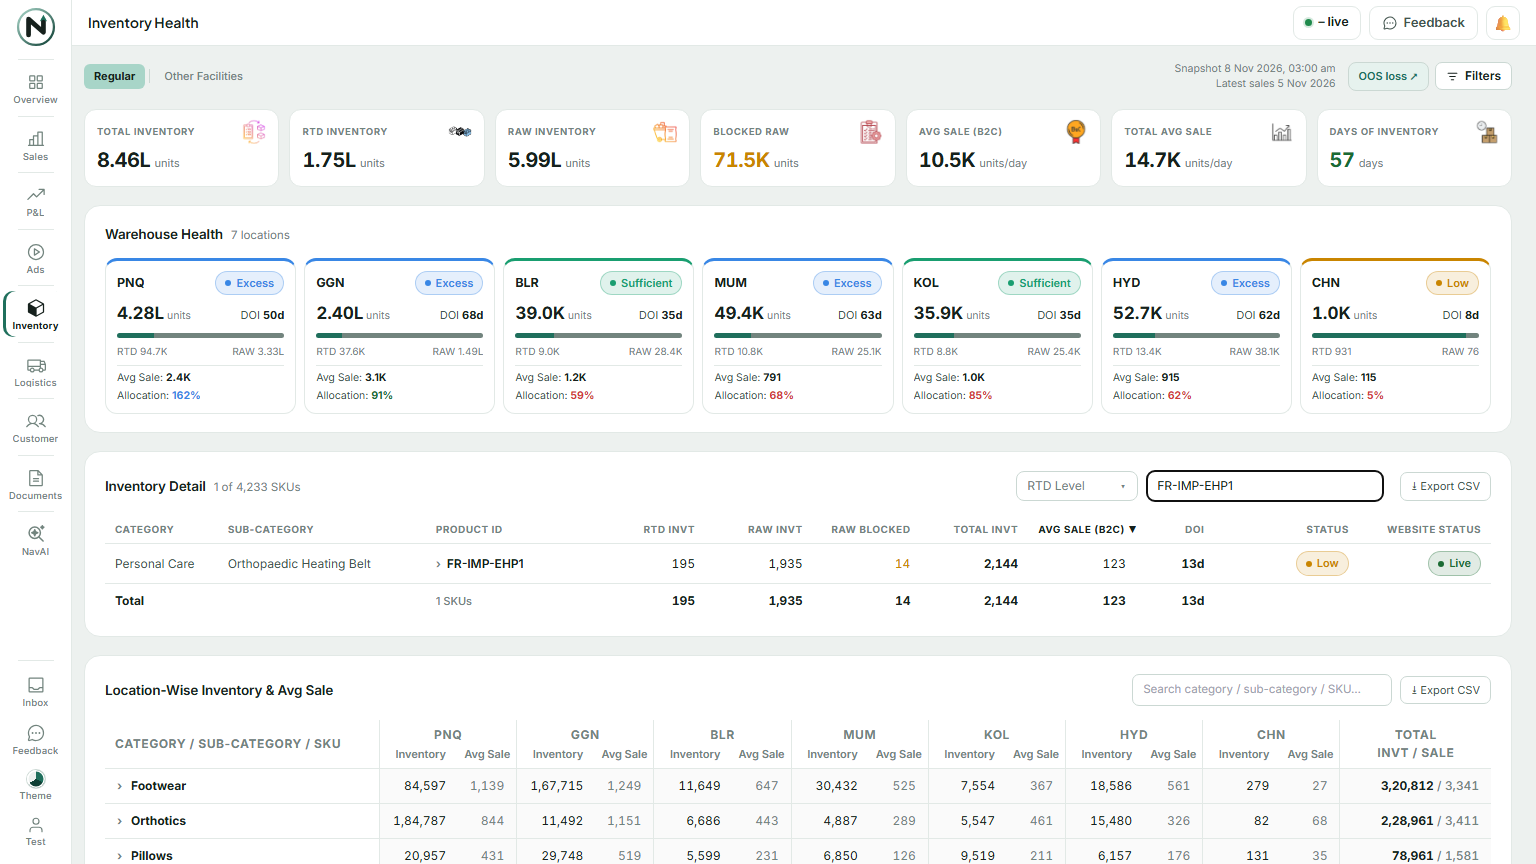 Inventory Health
– live
Feedback
Overview
Sales
P&L
Ads
Inventory
Logistics
Customer
Documents
NavAI
Inbox
Feedback
Theme
Test
Regular
Other Facilities
Snapshot 8 Nov 2026, 03:00 am
Latest sales 5 Nov 2026
OOS loss ↗
Filters
TOTAL INVENTORY
8.46L units
RTD INVENTORY
1.75L units
RAW INVENTORY
5.99L units
BLOCKED RAW
71.5K units
AVG SALE (B2C)
10.5K units/day
TOTAL AVG SALE
14.7K units/day
DAYS OF INVENTORY
57 days
Warehouse Health 7 locations
PNQ Excess
4.28L units DOI 50d
RTD 94.7K RAW 3.33L
Avg Sale: 2.4K
Allocation: 162%
GGN Excess
2.40L units DOI 68d
RTD 37.6K RAW 1.49L
Avg Sale: 3.1K
Allocation: 91%
BLR Sufficient
39.0K units DOI 35d
RTD 9.0K RAW 28.4K
Avg Sale: 1.2K
Allocation: 59%
MUM Excess
49.4K units DOI 63d
RTD 10.8K RAW 25.1K
Avg Sale: 791
Allocation: 68%
KOL Sufficient
35.9K units DOI 35d
RTD 8.8K RAW 25.4K
Avg Sale: 1.0K
Allocation: 85%
HYD Excess
52.7K units DOI 62d
RTD 13.4K RAW 38.1K
Avg Sale: 915
Allocation: 62%
CHN Low
1.0K units DOI 8d
RTD 931 RAW 76
Avg Sale: 115
Allocation: 5%
Inventory Detail 1 of 4,233 SKUs
RTD Level
FR-IMP-EHP1
Export CSV
CATEGORY SUB-CATEGORY PRODUCT ID RTD INVT RAW INVT RAW BLOCKED TOTAL INVT AVG SALE (B2C) ▼ DOI STATUS WEBSITE STATUS
Personal Care Orthopaedic Heating Belt › FR-IMP-EHP1 195 1,935 14 2,144 123 13d Low Live
Total 1 SKUs 195 1,935 14 2,144 123 13d
Location-Wise Inventory & Avg Sale
Search category / sub-category / SKU...
Export CSV
CATEGORY / SUB-CATEGORY / SKU PNQ GGN BLR MUM KOL HYD CHN TOTAL
Inventory Avg Sale Inventory Avg Sale Inventory Avg Sale Inventory Avg Sale Inventory Avg Sale Inventory Avg Sale Inventory Avg Sale INVT / SALE
› Footwear 84,597 1,139 1,67,715 1,249 11,649 647 30,432 525 7,554 367 18,586 561 279 27 3,20,812 / 3,341
› Orthotics 1,84,787 844 11,492 1,151 6,686 443 4,887 289 5,547 461 15,480 326 82 68 2,28,961 / 3,411
› Pillows 20,957 431 29,748 519 5,599 231 6,850 126 9,519 211 6,157 176 131 35 78,961 / 1,581